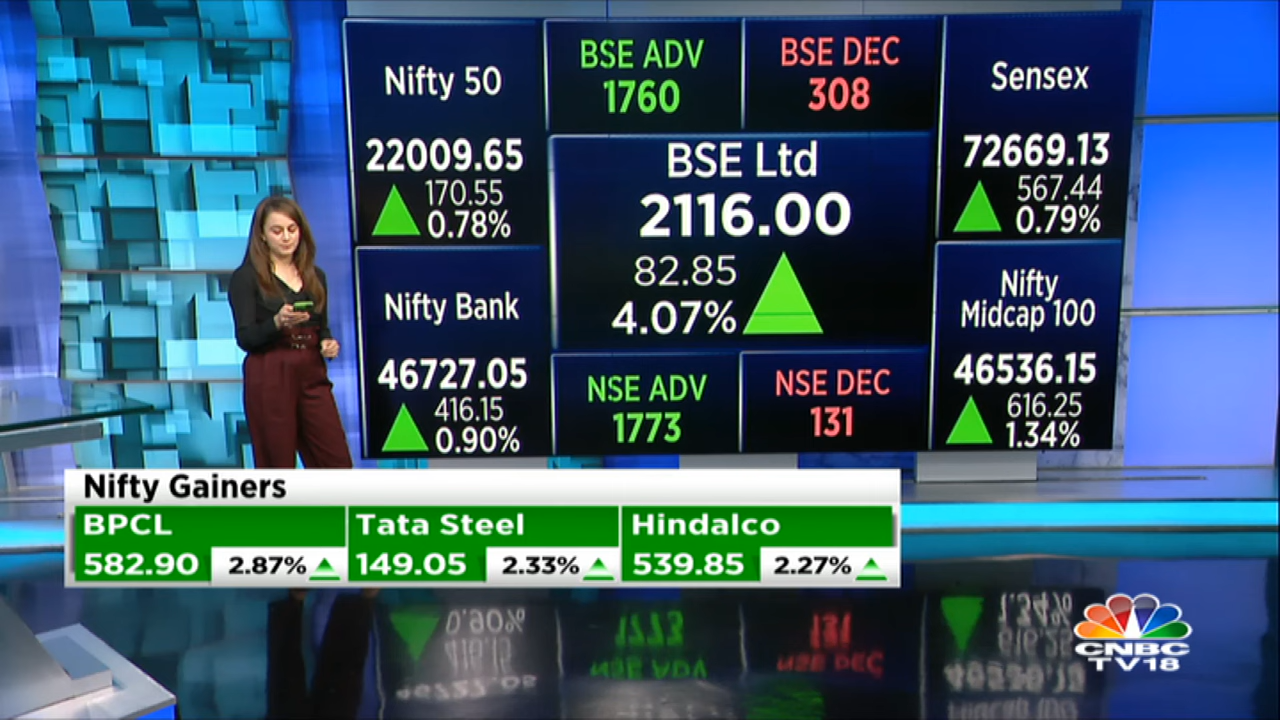 Nifty 50
22009.65
170.55
0.78%
BSE ADV
1760
BSE DEC
308
Sensex
72669.13
567.44
0.79%
BSE Ltd
2116.00
82.85
4.07%
Nifty Bank
46727.05
416.15
0.90%
NSE ADV
1773
NSE DEC
131
Nifty
Midcap 100
46536.15
616.25
1.34%
Nifty Gainers
BPCL
582.90 2.87%
Tata Steel
149.05 2.33%
Hindalco
539.85 2.27%
CNBC
TV18